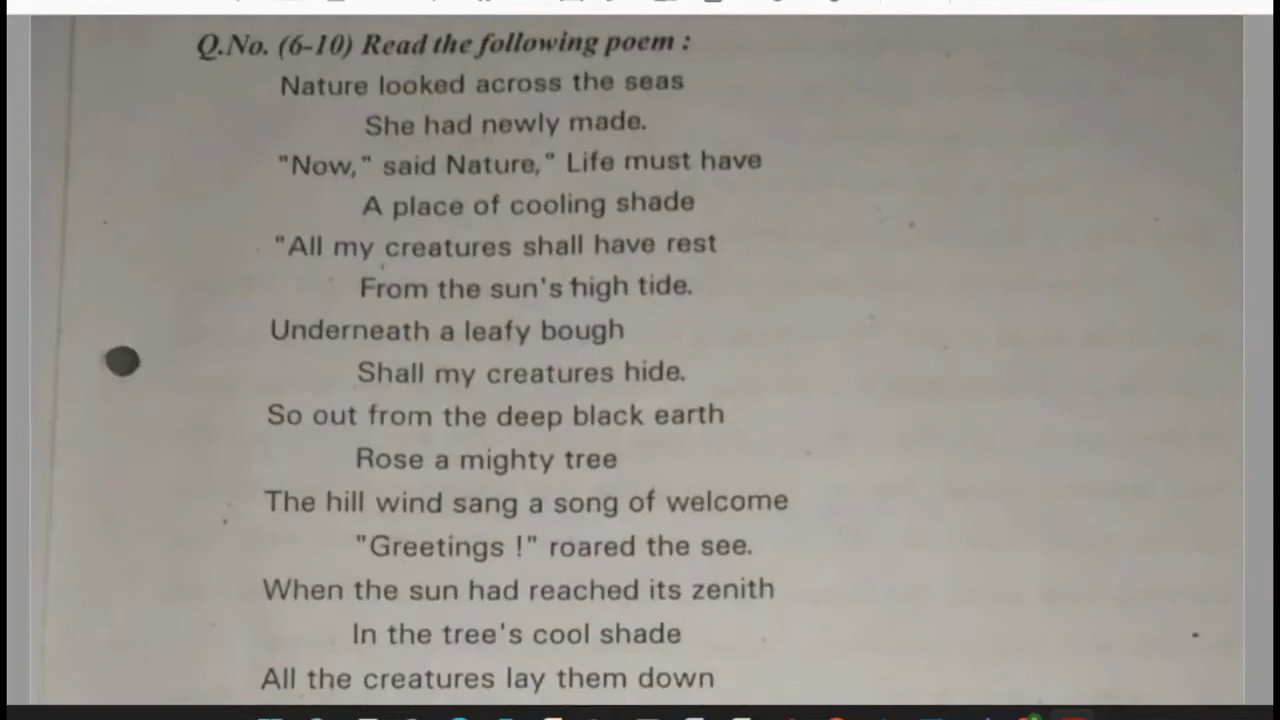 Q.No. (6-10) Read the following poem :
Nature looked across the seas
She had newly made.
"Now," said Nature," Life must have
A place of cooling shade
"All my creatures shall have rest
From the sun's high tide.
Underneath a leafy bough
Shall my creatures hide.
So out from the deep black earth
Rose a mighty tree
The hill wind sang a song of welcome
"Greetings !" roared the see.
When the sun had reached its zenith
In the tree's cool shade
All the creatures lay them down